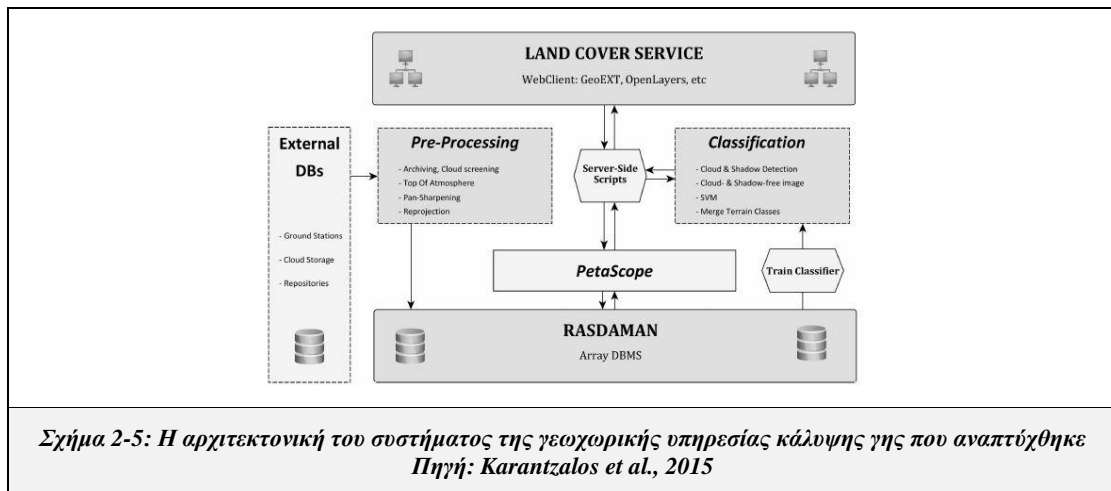 LAND COVER SERVICE
WebClient: GeoEXT, OpenLayers, etc
External
DBs
- Ground Stations
- Cloud Storage
- Repositories
Pre-Processing
- Archiving, Cloud screening
- Top Of Atmosphere
- Pan-Sharpening
- Reprojection
Server-Side
Scripts
Classification
- Cloud & Shadow Detection
- Cloud- & Shadow-free image
- SVM
- Merge Terrain Classes
PetaScope
Train Classifier
RASDAMAN
Array DBMS
Σχήμα 2-5: Η αρχιτεκτονική του συστήματος της γεωχωρικής υπηρεσίας κάλυψης γης που αναπτύχθηκε
Πηγή: Karantzalos et al., 2015